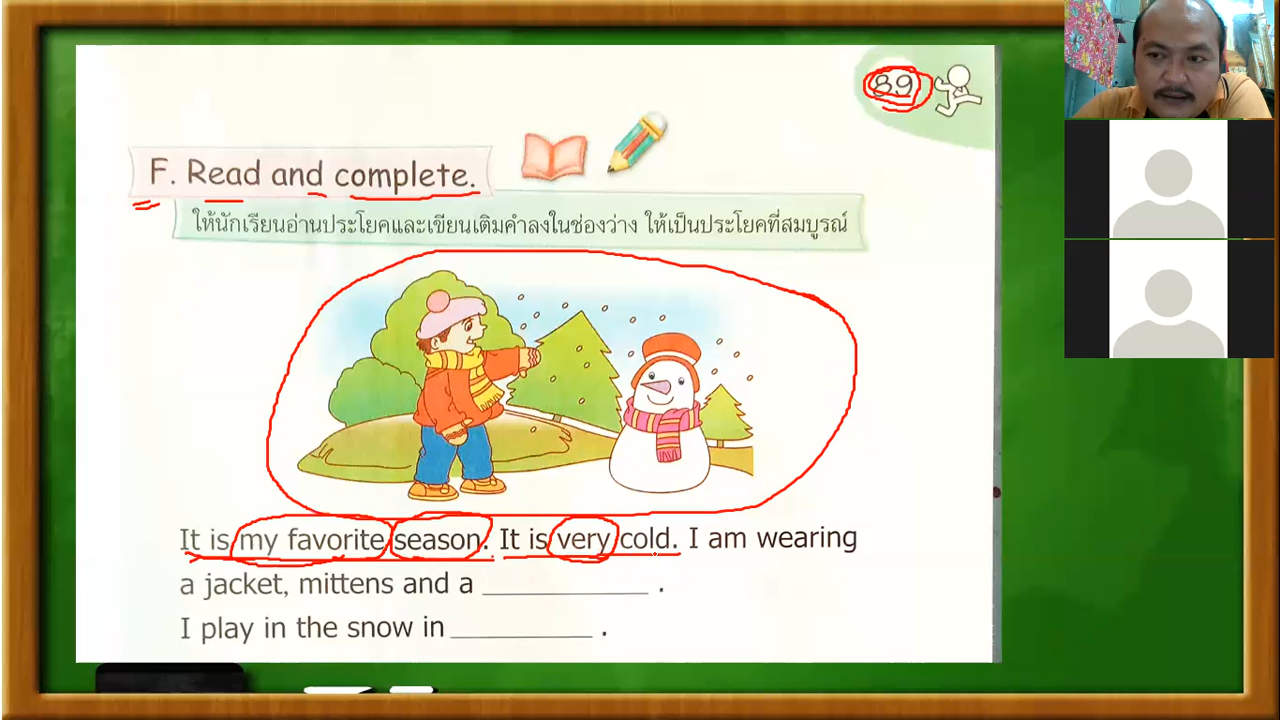 89
F. Read and complete.
ให้นักเรียนอ่านประโยคและเขียนเติมคำลงในช่องว่าง ให้เป็นประโยคที่สมบูรณ์
It is my favorite season. It is very cold. I am wearing
a jacket, mittens and a ____________ .
I play in the snow in __________ .